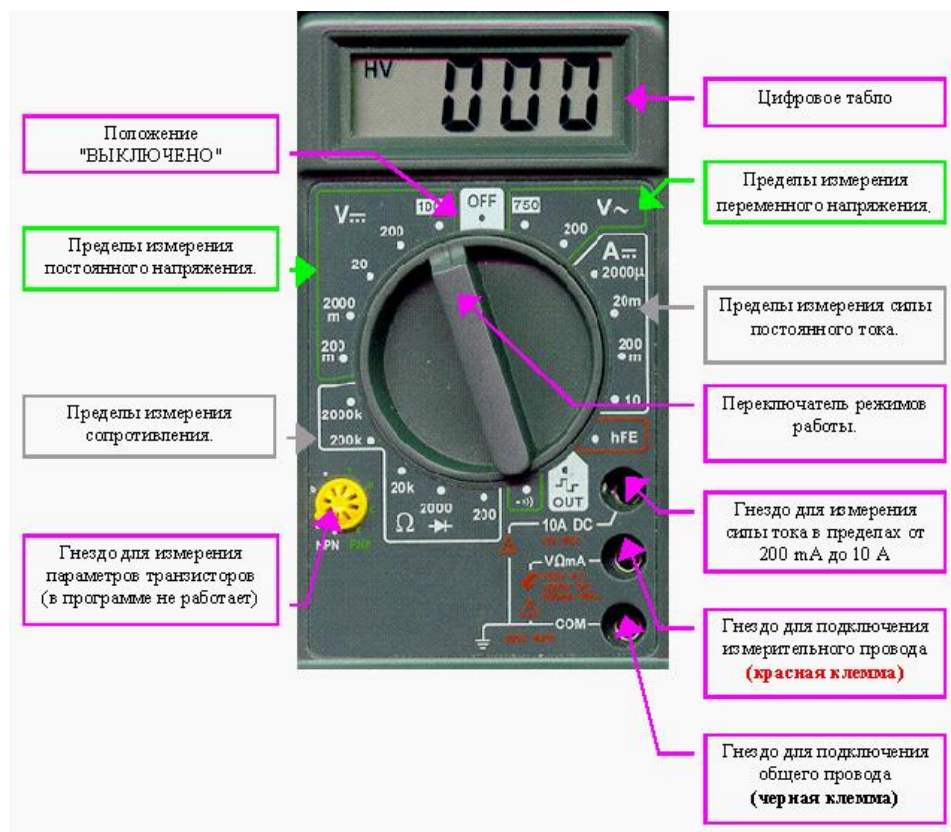 HV 000
Цифровое табло
Положение
"ВЫКЛЮЧЕНО"
Пределы измерения
переменного напряжения.
Пределы измерения
постоянного напряжения.
Пределы измерения силы
постоянного тока.
Переключатель режимов
работы.
Пределы измерения
сопротивления.
Гнездо для измерения
силы тока в пределах от
200 mA до 10 A
Гнездо для измерения
параметров транзисторов
(в программе не работает)
Гнездо для подключения
измерительного провода
(красная клемма)
Гнездо для подключения
общего провода
(черная клемма)
OFF
750
V~
200
A
2000µ
20m
200
m
10
hFE
OUT
V
200
20
2000
m
200
m
2000k
200k
20k
2000
200
Ω
NPN
PNP
10A DC
VΩmA
COM